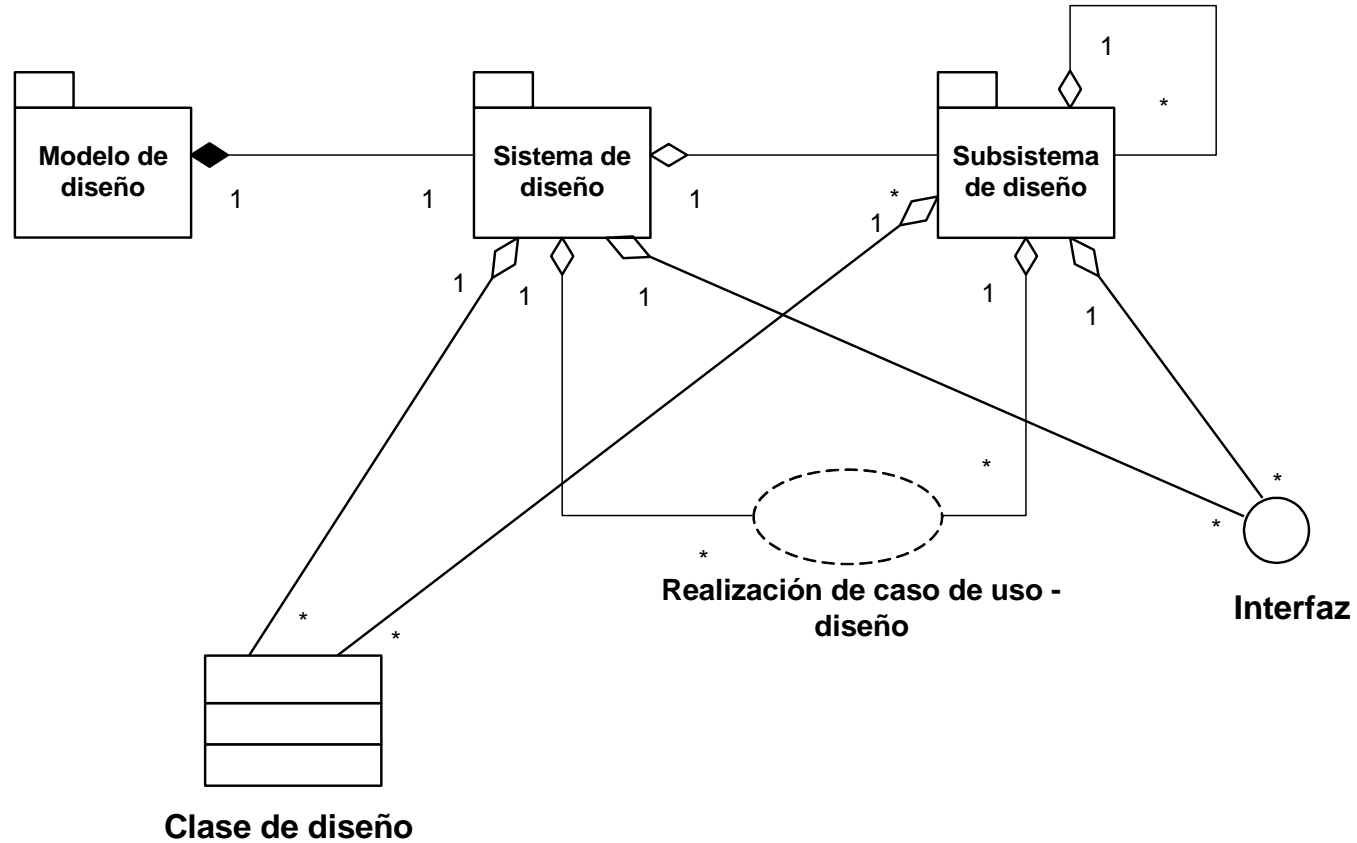 1
*
Modelo de
diseño
Sistema de
diseño
Subsistema
de diseño
1
1
1
*
1
1
1
1
1
1
*
*
*
*
Realización de caso de uso -
diseño
Interfaz
*
*
Clase de diseño